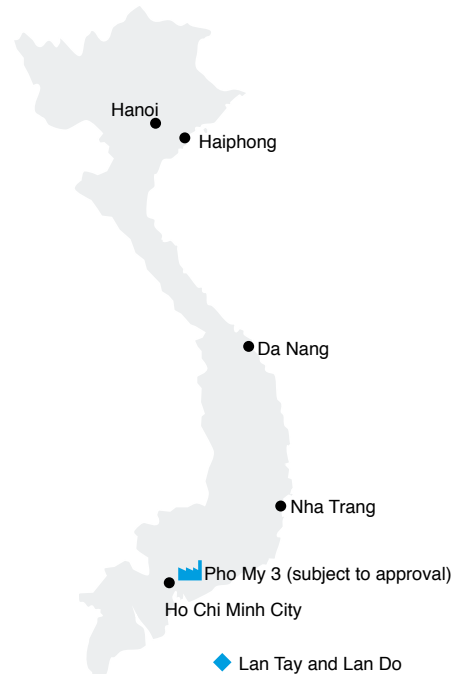 Hanoi
Haiphong
Da Nang
Nha Trang
Pho My 3 (subject to approval)
Ho Chi Minh City
Lan Tay and Lan Do